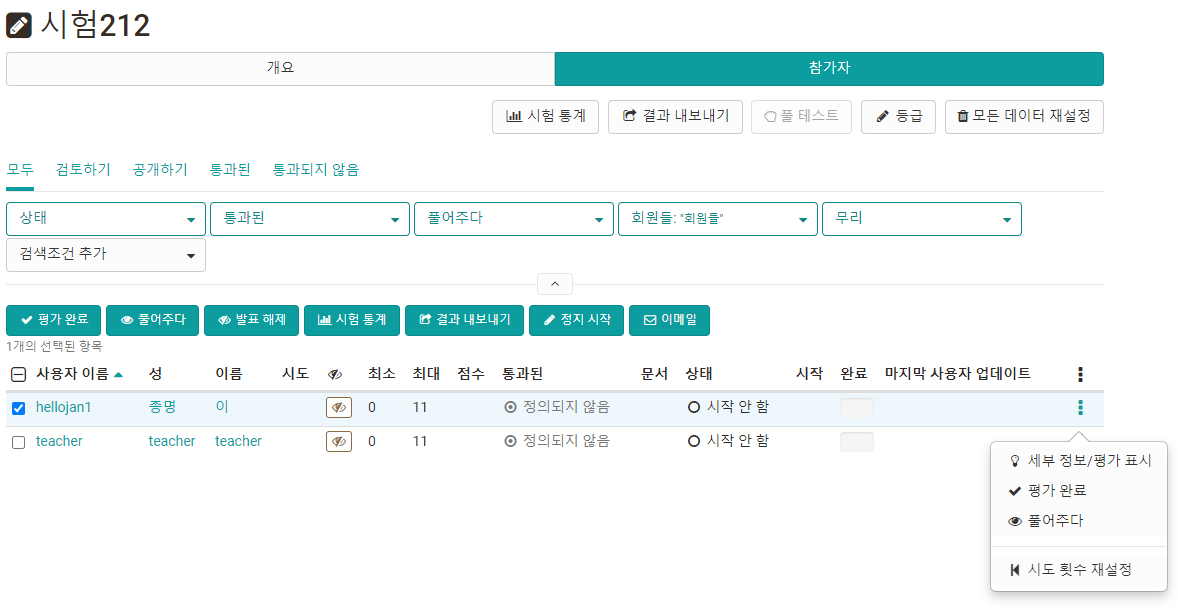 시험212
개요 참가자
시험 통계 결과 내보내기 풀 테스트 등급 모든 데이터 재설정
모두 검토하기 공개하기 통과된 통과되지 않음
상태 통과된 풀어주다 회원들: "회원들" 무리
검색조건 추가
평가 완료 풀어주다 발표 해제 시험 통계 결과 내보내기 정지 시작 이메일
1개의 선택된 항목
사용자 이름 성 이름 시도 최소 최대 점수 통과된 문서 상태 시작 완료 마지막 사용자 업데이트
hellojan1 종명 이 0 11 정의되지 않음 시작 안 함
teacher teacher teacher 0 11 정의되지 않음 시작 안 함
세부 정보/평가 표시
평가 완료
풀어주다
시도 횟수 재설정